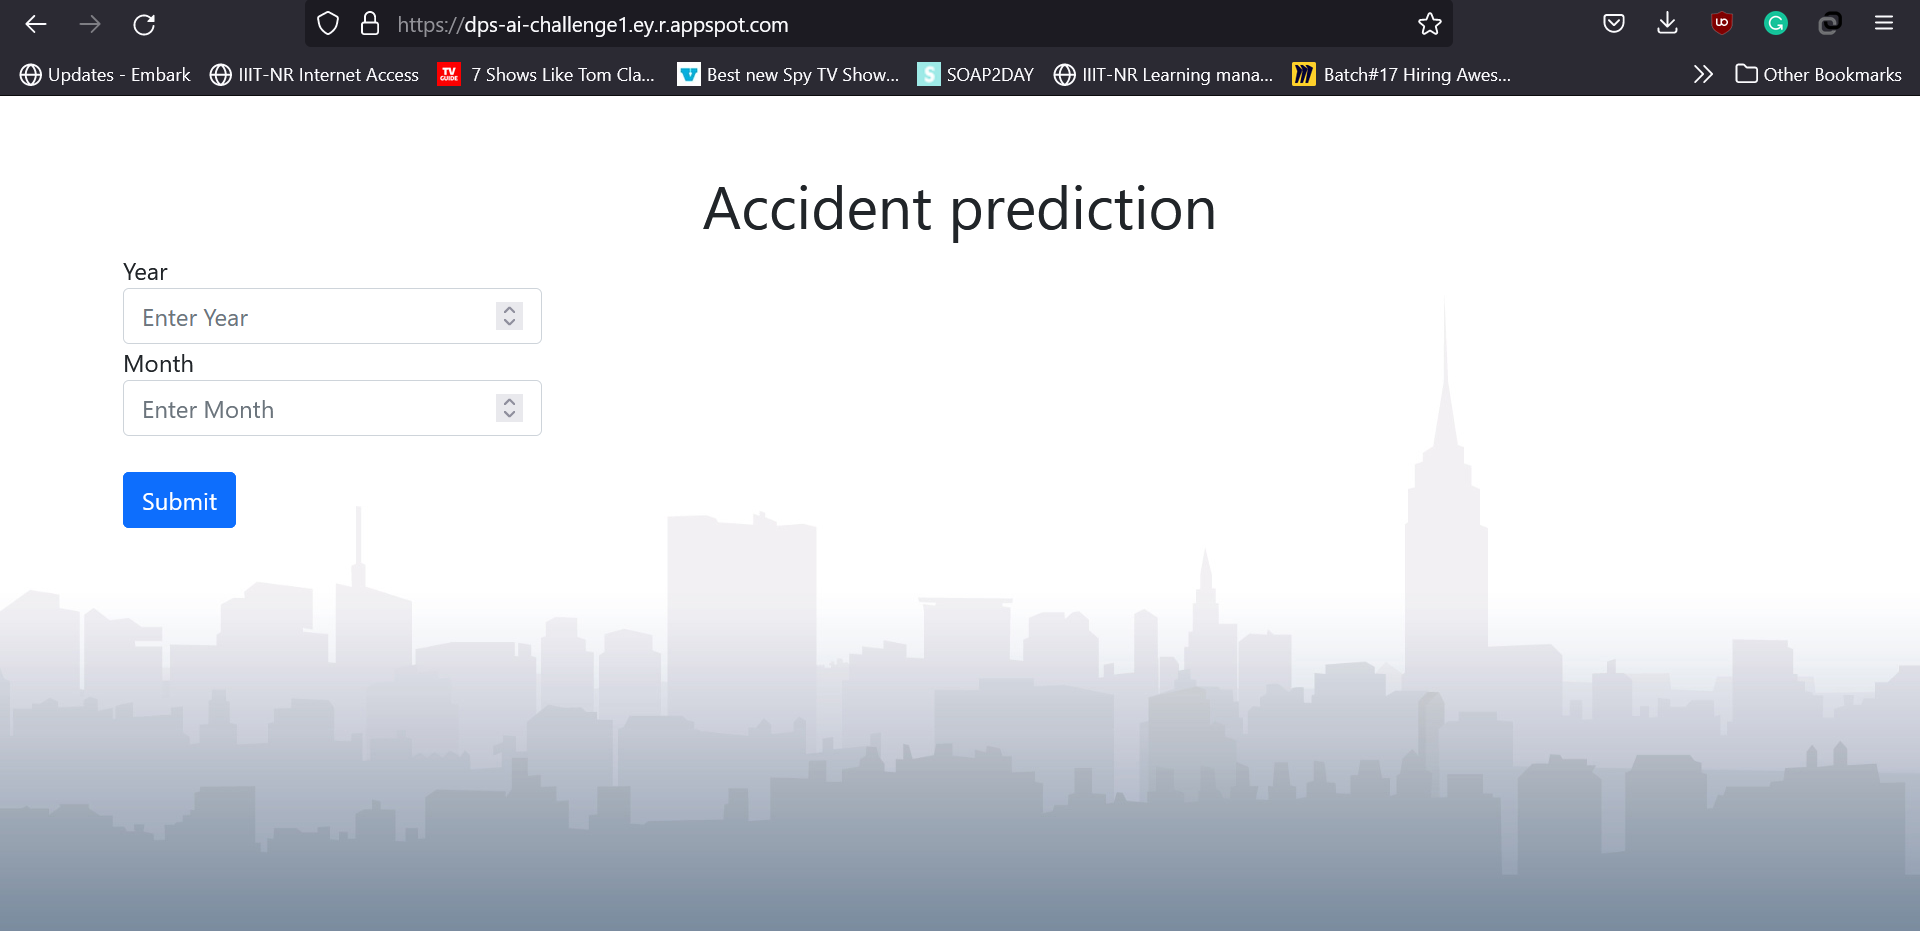 https://dps-ai-challenge1.ey.r.appspot.com
Updates - Embark IIIT-NR Internet Access TV GUIDE 7 Shows Like Tom Cla... Best new Spy TV Show... S SOAP2DAY IIIT-NR Learning mana... Batch#17 Hiring Awes... Other Bookmarks
Accident prediction
Year
Enter Year
Month
Enter Month
Submit